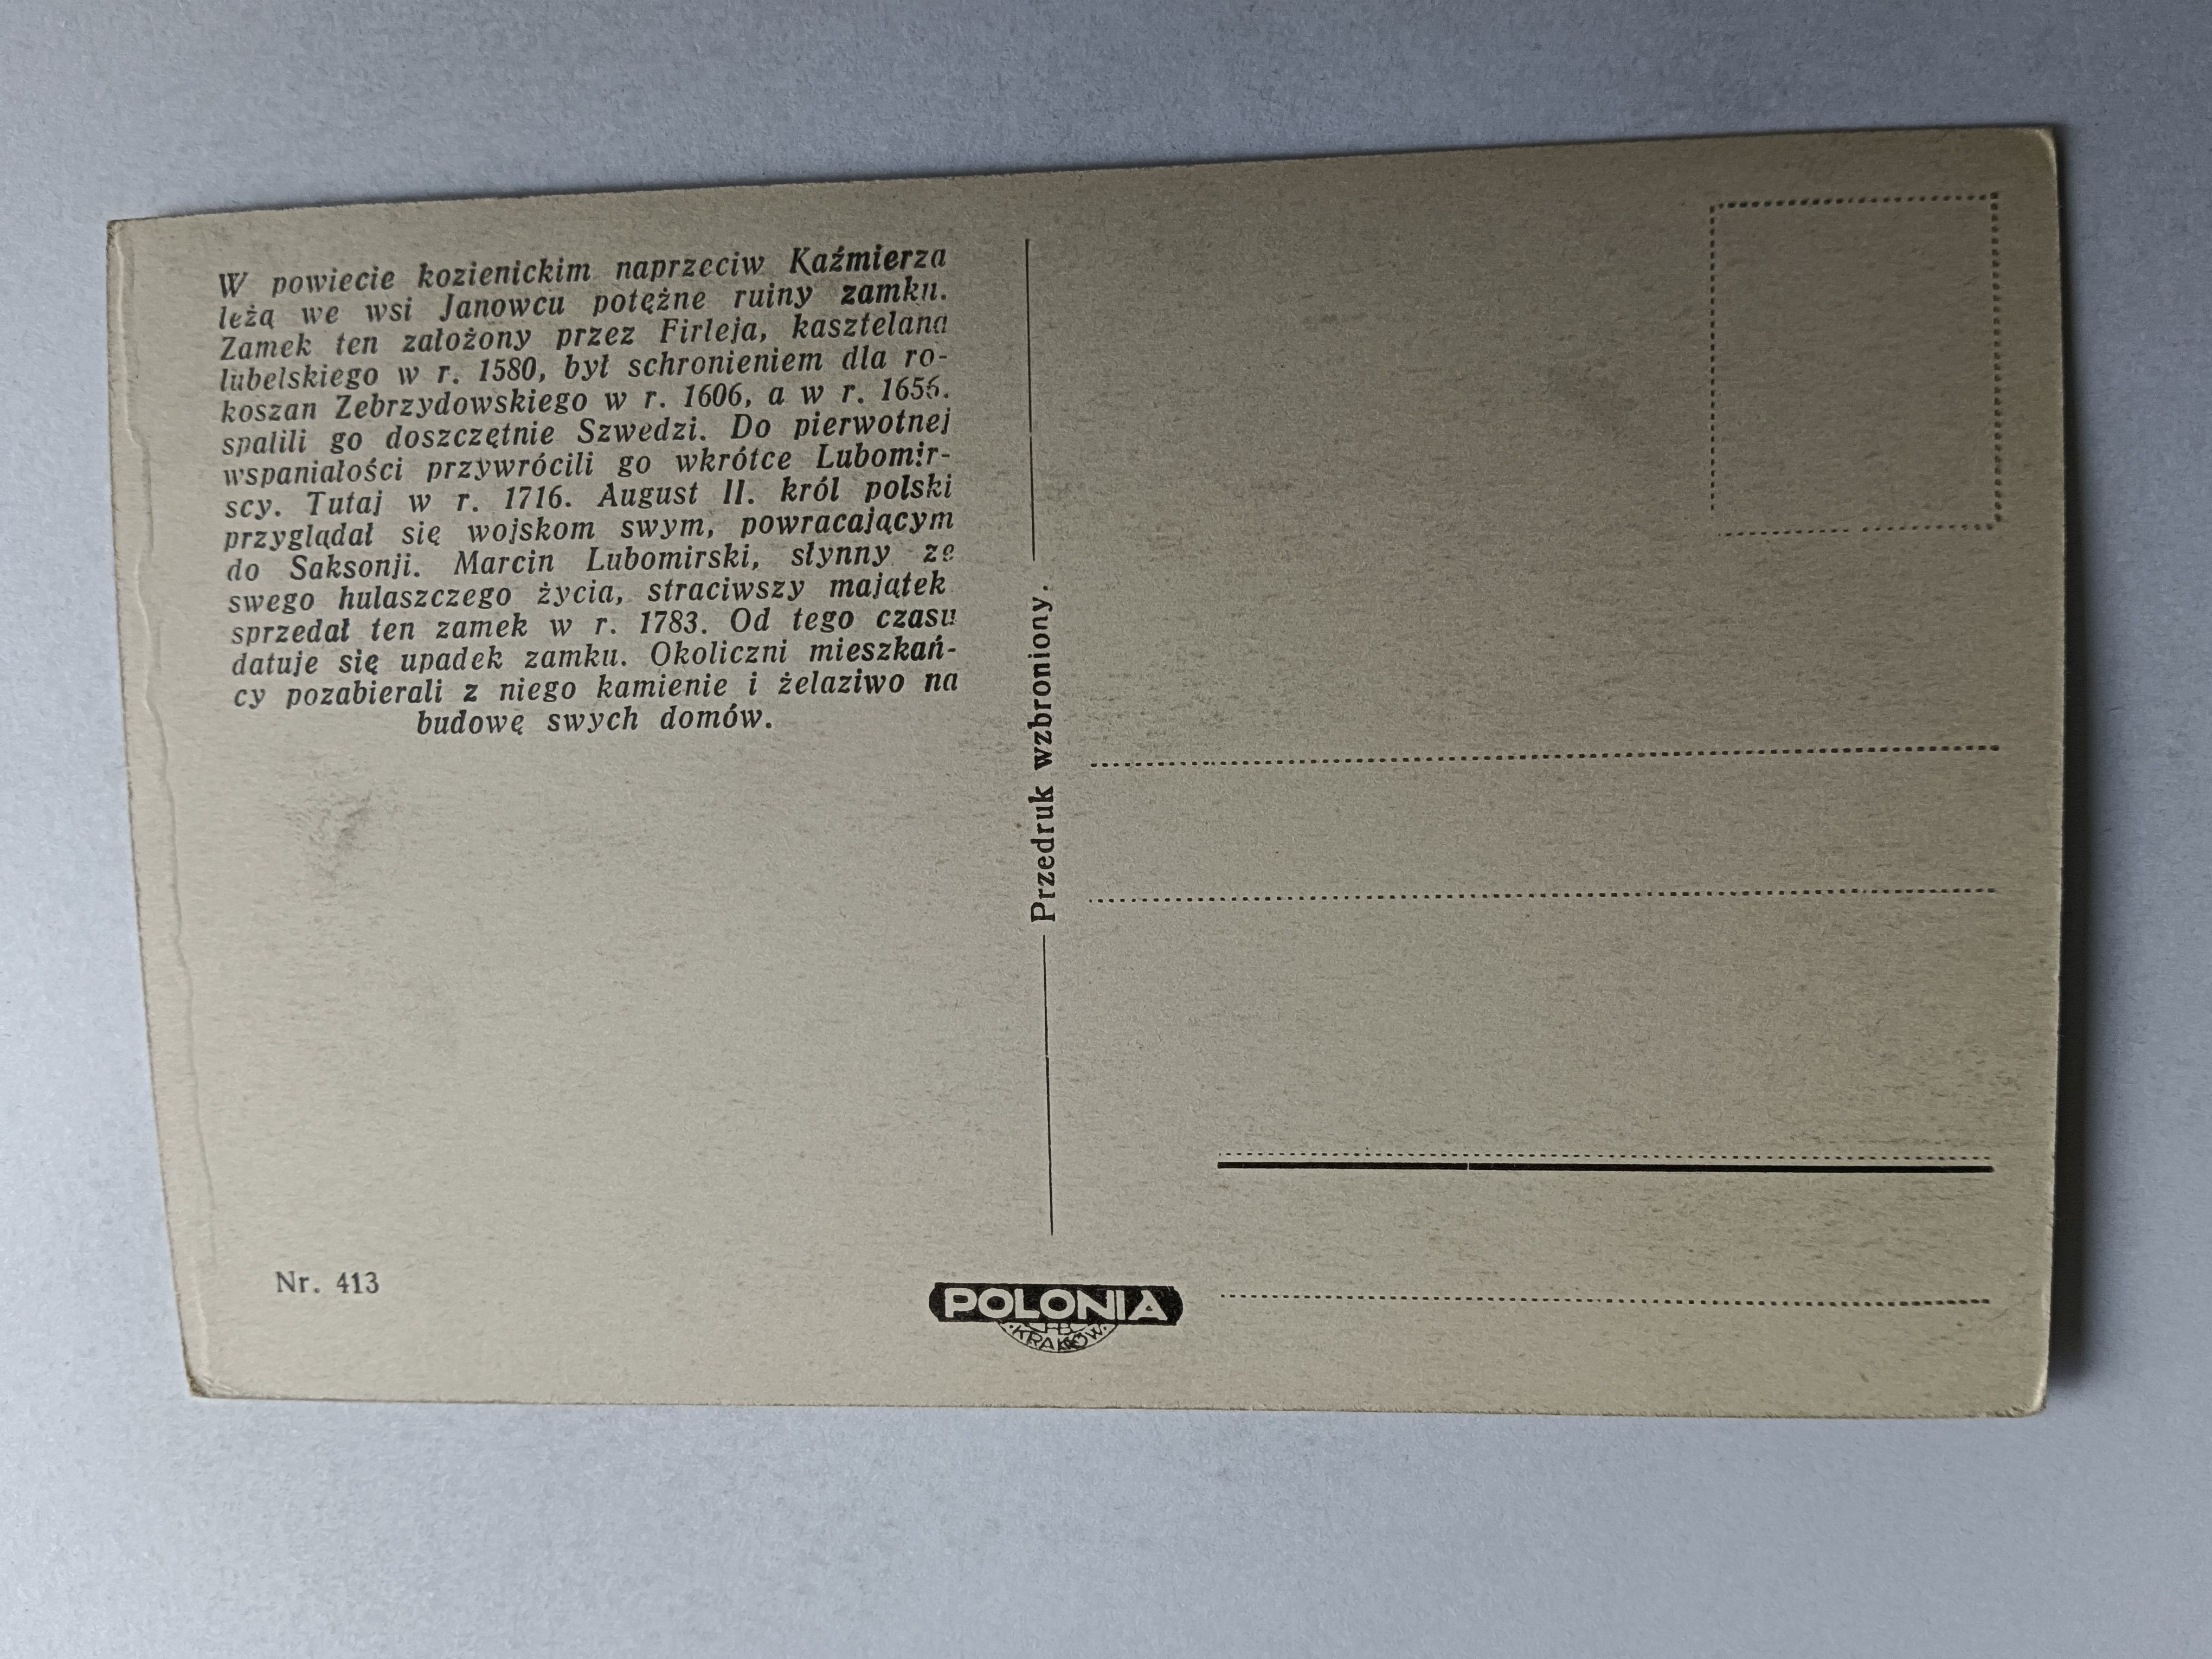 W powiecie kozienickim naprzeciw Kaźmierza
leżą we wsi Janowcu potężne ruiny zamku.
Zamek ten założony przez Firleja, kasztelana
lubelskiego w r. 1580, był schronieniem dla ro-
koszan Zebrzydowskiego w r. 1606, a w r. 1656.
spalili go doszczętnie Szwedzi. Do pierwotnej
wspaniałości przywrócili go wkrótce Lubomir-
scy. Tutaj w r. 1716. August II. król polski
przyglądał się wojskom swym, powracającym
do Saksonji. Marcin Lubomirski, słynny ze
swego hulaszczego życia, straciwszy majątek
sprzedał ten zamek w r. 1783. Od tego czasu
datuje się upadek zamku. Okoliczni mieszkań-
cy pozabierali z niego kamienie i żelaziwo na
budowę swych domów.
Nr. 413
Przedruk wzbroniony.
POLONIA
KRAKÓW